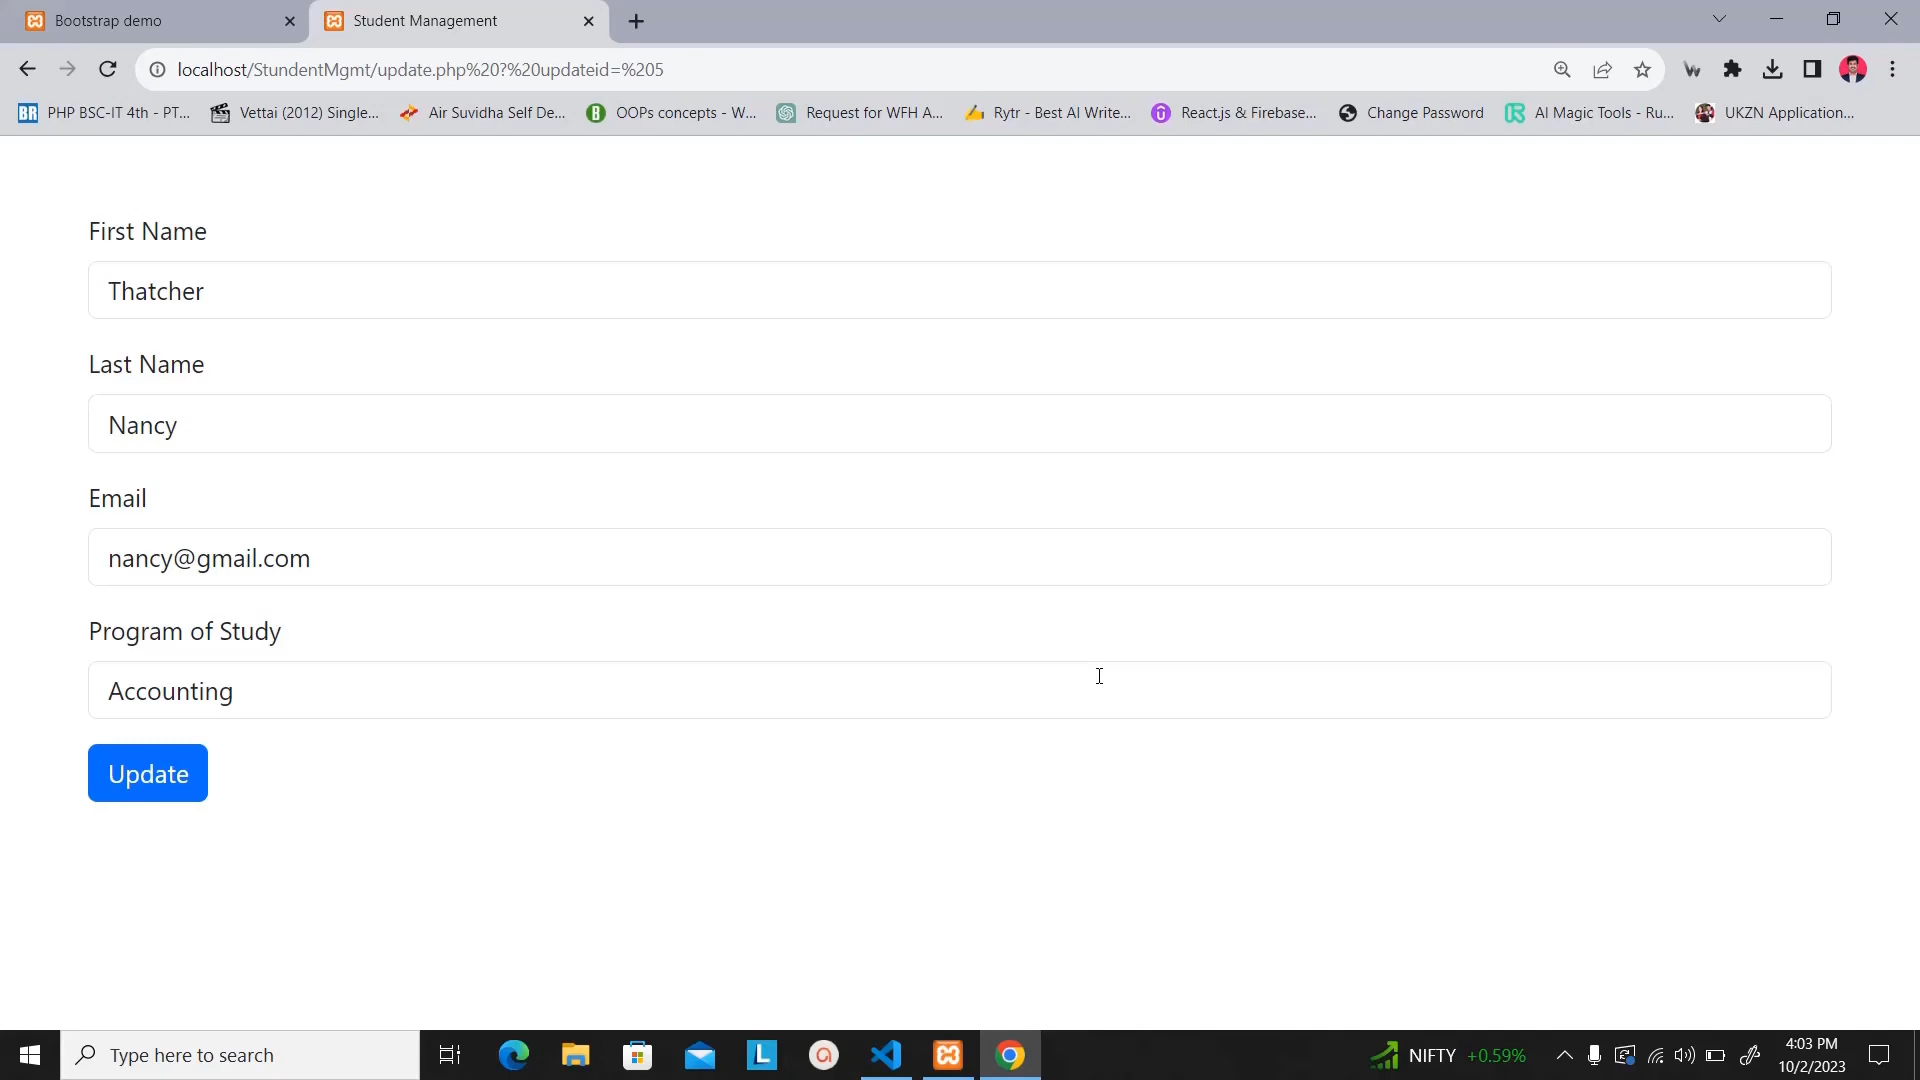 Bootstrap demo
Student Management
localhost/StundentMgmt/update.php%20?%20updateid=%205
BR PHP BSC-IT 4th - PT...
Vettai (2012) Single...
Air Suvidha Self De...
OOPs concepts - W...
Request for WFH A...
Rytr - Best AI Write...
React.js & Firebase...
Change Password
AI Magic Tools - Ru...
UKZN Application...
First Name
Thatcher
Last Name
Nancy
Email
nancy@gmail.com
Program of Study
Accounting
Update
Type here to search
L
NIFTY +0.59%
4:03 PM
10/2/2023